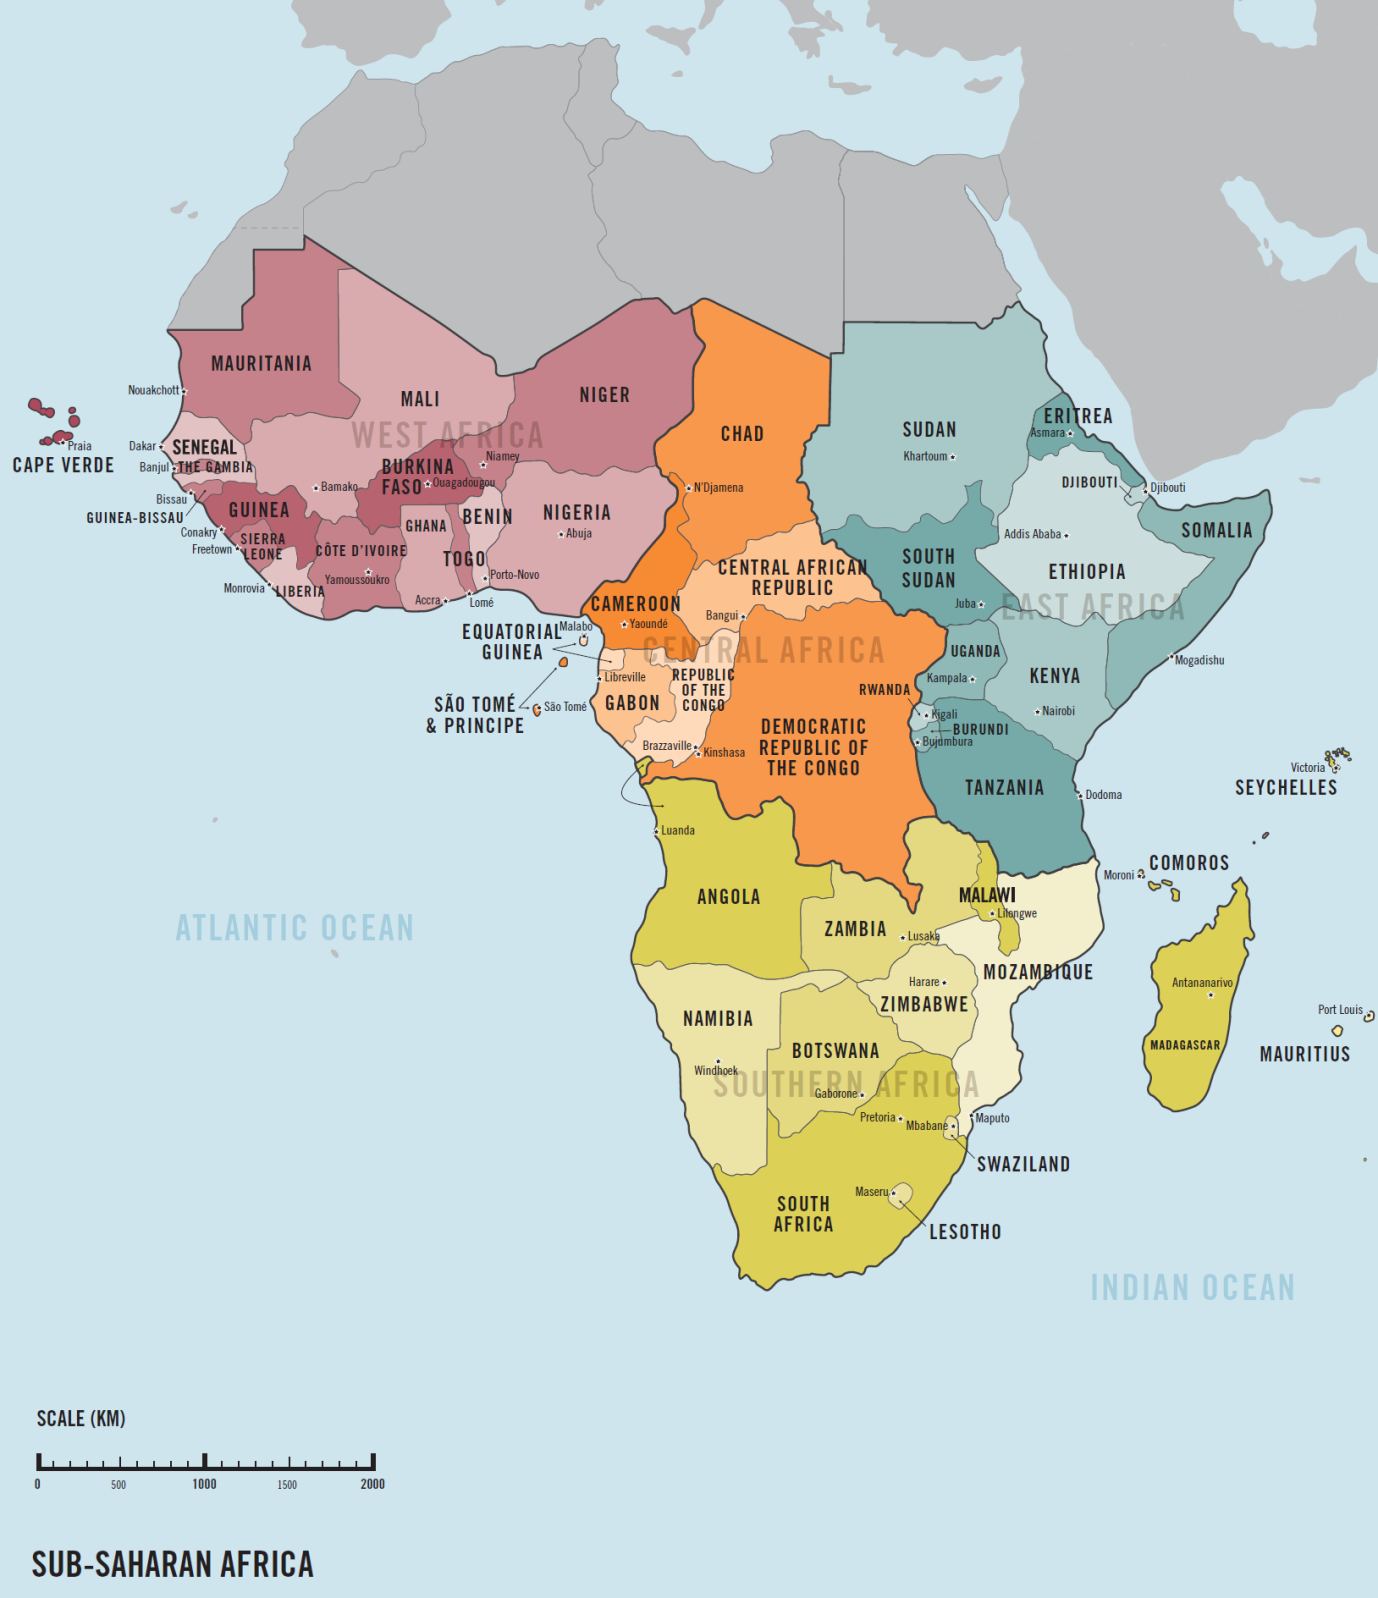 MAURITANIA
Nouakchott
MALI
NIGER
WEST AFRICA
CHAD
SUDAN
Khartoum
ERITREA
Asmara
Praia
CAPE VERDE
Dakar
SENEGAL
Banjul
THE GAMBIA
Bissau
GUINEA-BISSAU
BURKINA
FASO
Ouagadougou
Niamey
Bamako
N'Djamena
DJIBOUTI
Djibouti
GUINEA
Conakry
Freetown
SIERRA
LEONE
CÔTE D'IVOIRE
Yamoussoukro
GHANA
BENIN
TOGO
NIGERIA
Abuja
Porto-Novo
Monrovia
LIBERIA
Accra
Lomé
SOMALIA
Addis Ababa
ETHIOPIA
SOUTH
SUDAN
Juba
EAST AFRICA
CENTRAL AFRICAN
REPUBLIC
Bangui
CAMEROON
Yaoundé
EQUATORIAL
GUINEA
Malabo
CENTRAL AFRICA
UGANDA
Kampala
KENYA
Nairobi
Mogadishu
Libreville
GABON
REPUBLIC
OF THE
CONGO
RWANDA
Kigali
BURUNDI
Bujumbura
SÃO TOMÉ
& PRINCIPE
São Tomé
Brazzaville
Kinshasa
DEMOCRATIC
REPUBLIC OF
THE CONGO
TANZANIA
Dodoma
Victoria
SEYCHELLES
Luanda
ANGOLA
COMOROS
Moroni
MALAWI
Lilongwe
ZAMBIA
Lusaka
ATLANTIC OCEAN
MOZAMBIQUE
Harare
ZIMBABWE
Antananarivo
MADAGASCAR
Port Louis
MAURITIUS
NAMIBIA
Windhoek
BOTSWANA
SOUTHERN AFRICA
Gaborone
Pretoria
Mbabane
Maputo
SWAZILAND
Maseru
SOUTH
AFRICA
LESOTHO
INDIAN OCEAN
SCALE (KM)
0 500 1000 1500 2000
SUB-SAHARAN AFRICA